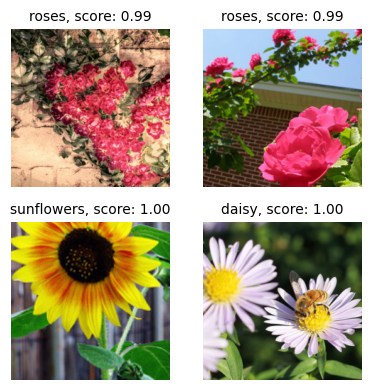 roses, score: 0.99
roses, score: 0.99
sunflowers, score: 1.00
daisy, score: 1.00